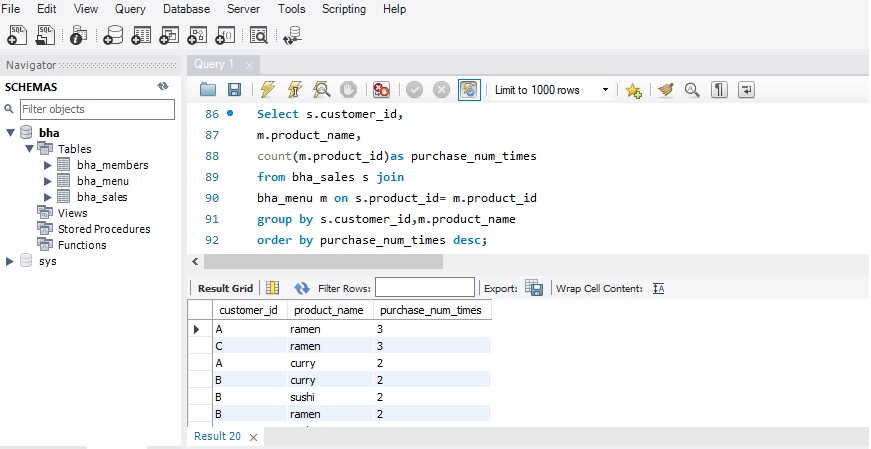 File Edit View Query Database Server Tools Scripting Help
SQL SQL
Navigator
Query 1
SCHEMAS
Limit to 1000 rows
Filter objects
bha
Tables
bha_members
bha_menu
bha_sales
Views
Stored Procedures
Functions
sys
86 Select s.customer_id,
87 m.product_name,
88 count(m.product_id)as purchase_num_times
89 from bha_sales s join
90 bha_menu m on s.product_id= m.product_id
91 group by s.customer_id,m.product_name
92 order by purchase_num_times desc;
Result Grid Filter Rows: Export: Wrap Cell Content:
customer_id product_name purchase_num_times
A ramen 3
C ramen 3
A curry 2
B curry 2
B sushi 2
B ramen 2
Result 20